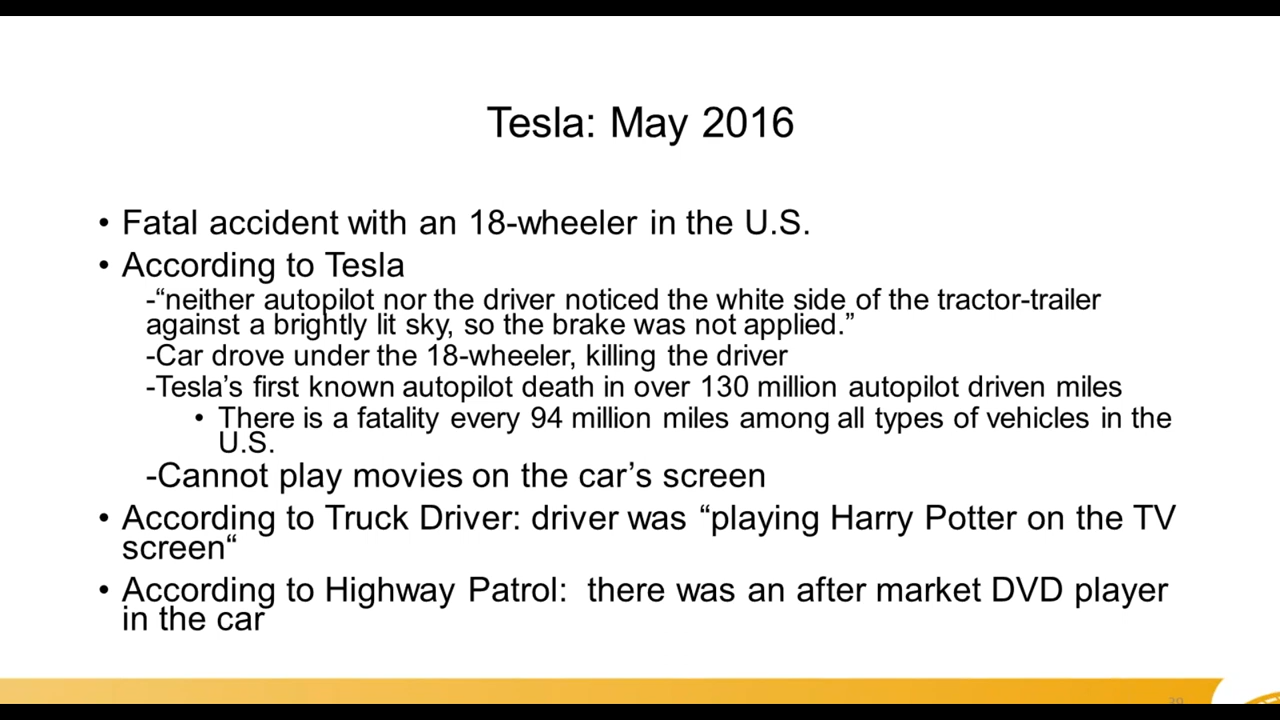 Tesla: May 2016
• Fatal accident with an 18-wheeler in the U.S.
• According to Tesla
-“neither autopilot nor the driver noticed the white side of the tractor-trailer
against a brightly lit sky, so the brake was not applied.”
-Car drove under the 18-wheeler, killing the driver
-Tesla’s first known autopilot death in over 130 million autopilot driven miles
• There is a fatality every 94 million miles among all types of vehicles in the
U.S.
-Cannot play movies on the car’s screen
• According to Truck Driver: driver was “playing Harry Potter on the TV
screen“
• According to Highway Patrol:  there was an after market DVD player
in the car